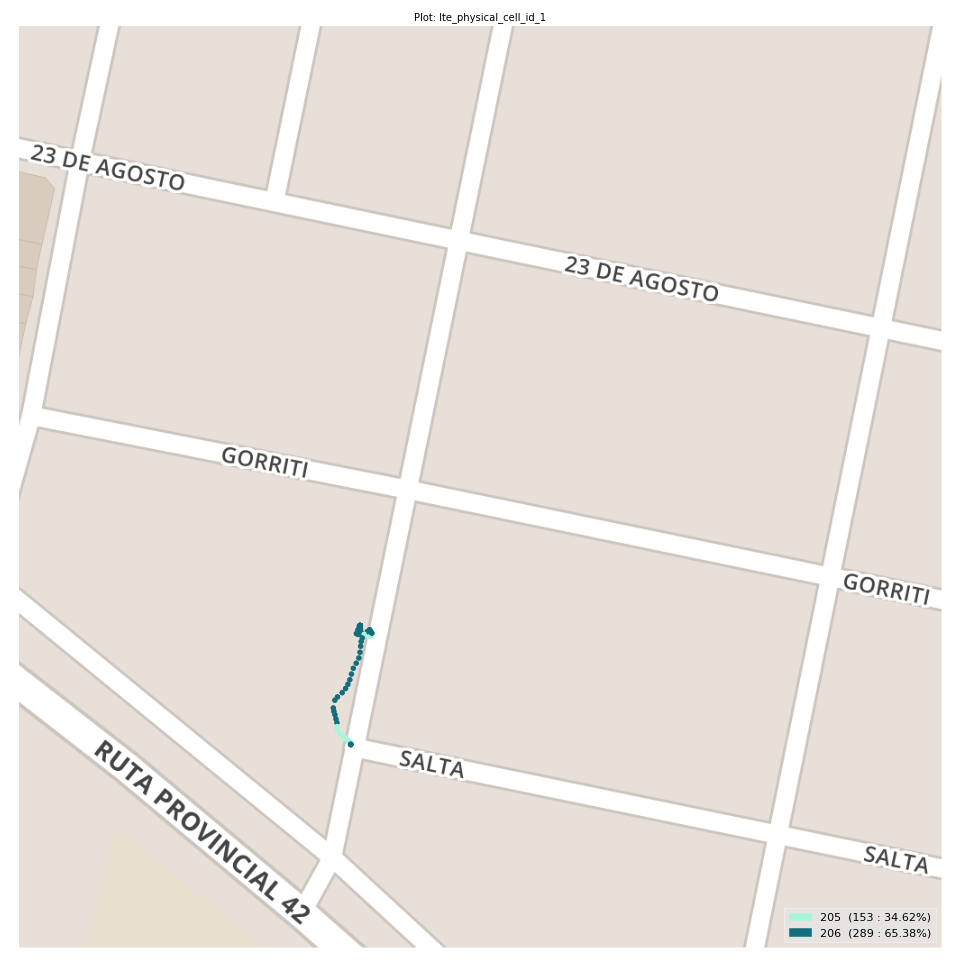 Plot: lte_physical_cell_id_1
23 DE AGOSTO
23 DE AGOSTO
GORRITI
GORRITI
SALTA
RUTA PROVINCIAL 42
SALTA
205 (153 : 34.62%)
206 (289 : 65.38%)